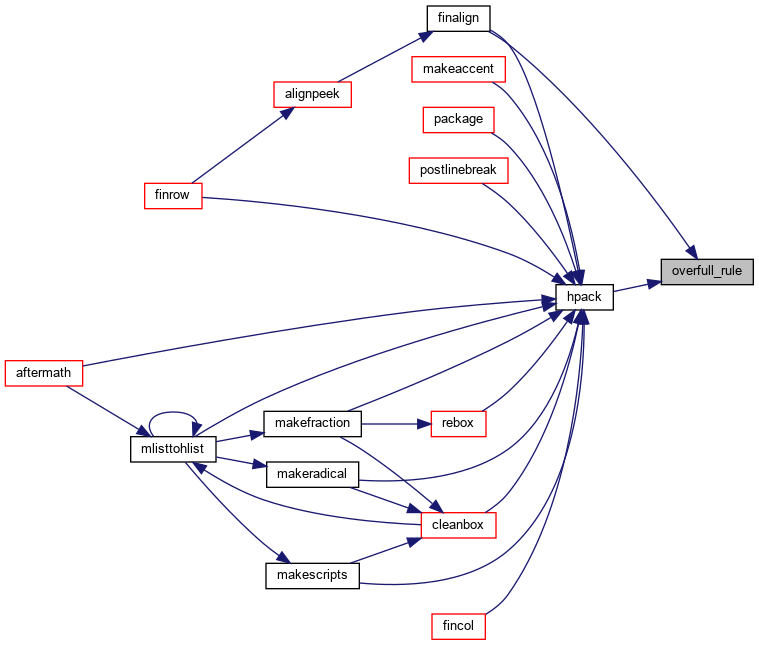 finalign
makeaccent
alignpeek
package
postlinebreak
finrow
overfull_rule
hpack
aftermath
makefraction
rebox
mlisttohlist
makeradical
cleanbox
makescripts
fincol